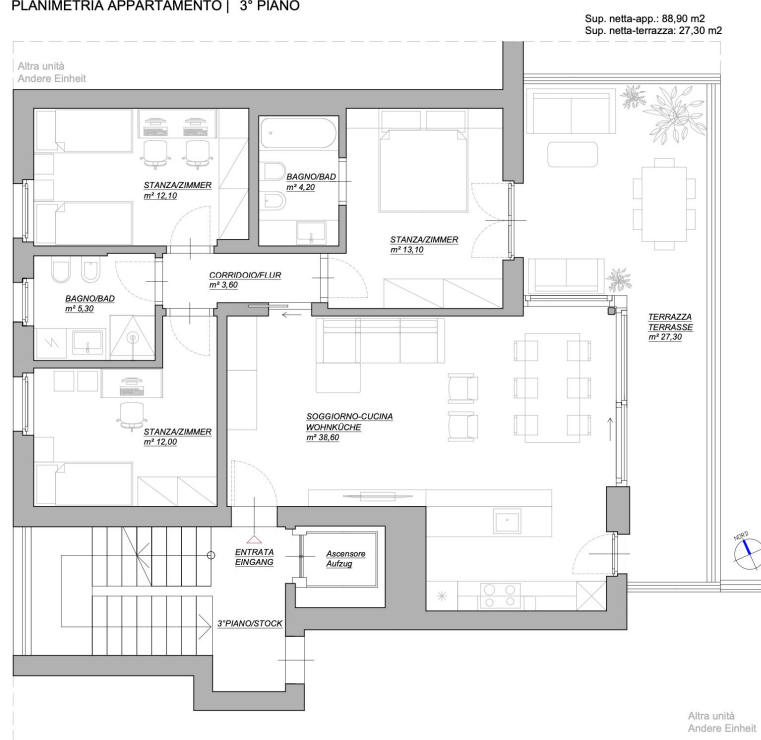 PLANIMETRIA APPARTAMENTO | 3° PIANO
Sup. netta-app.: 88,90 m2
Sup. netta-terrazza: 27,30 m2
Altra unità
Andere Einheit
STANZA/ZIMMER
m² 12,10
BAGNO/BAD
m² 4,20
STANZA/ZIMMER
m² 13,10
CORRIDOIO/FLUR
m² 3,60
BAGNO/BAD
m² 5,30
TERRAZZA
TERRASSE
m² 27,30
STANZA/ZIMMER
m² 12,00
SOGGIORNO-CUCINA
WOHNKÜCHE
m² 38,60
NORD
ENTRATA
EINGANG
Ascensore
Aufzug
3°PIANO/STOCK
Altra unità
Andere Einheit